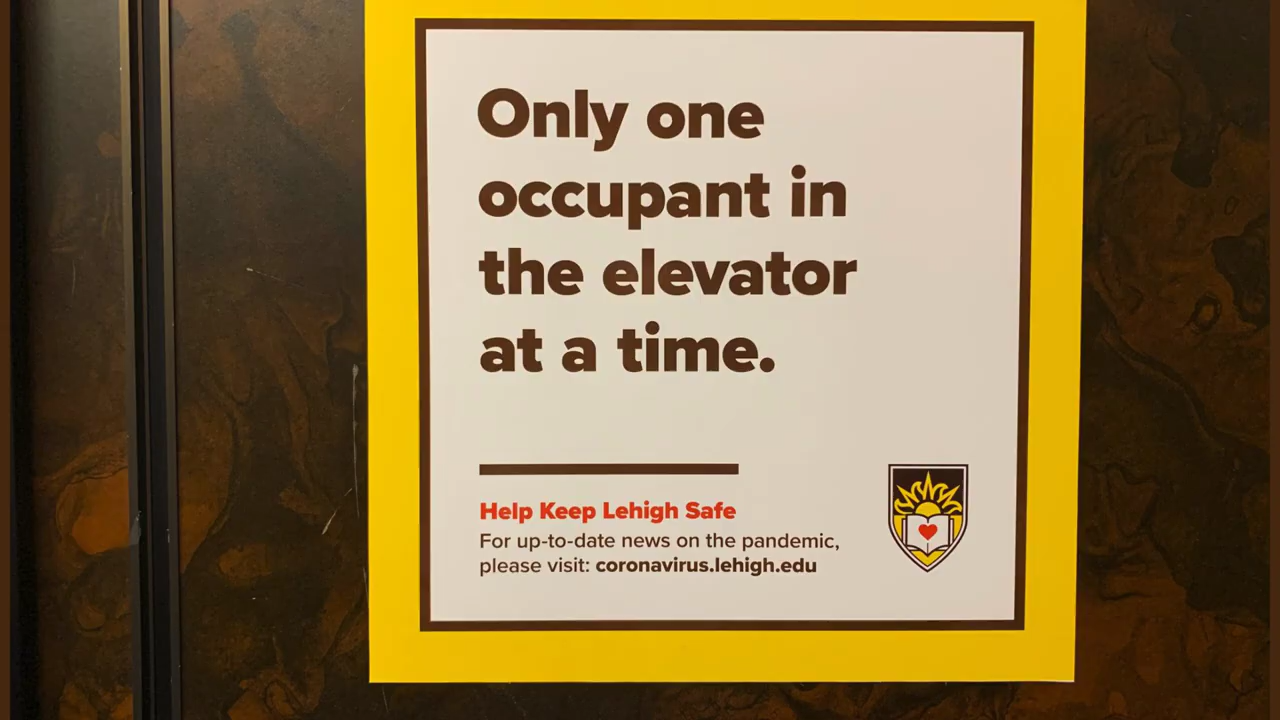 Only one
occupant in
the elevator
at a time.
Help Keep Lehigh Safe
For up-to-date news on the pandemic,
please visit: coronavirus.lehigh.edu